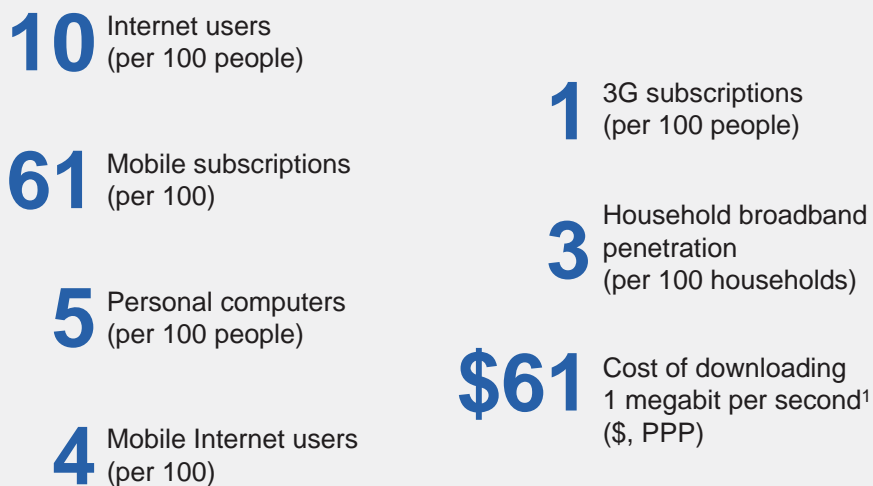 10
Internet users
(per 100 people)
61
Mobile subscriptions
(per 100)
5
Personal computers
(per 100 people)
4
Mobile Internet users
(per 100)
1
3G subscriptions
(per 100 people)
3
Household broadband
penetration
(per 100 households)
$61
Cost of downloading
1 megabit per second¹
($, PPP)